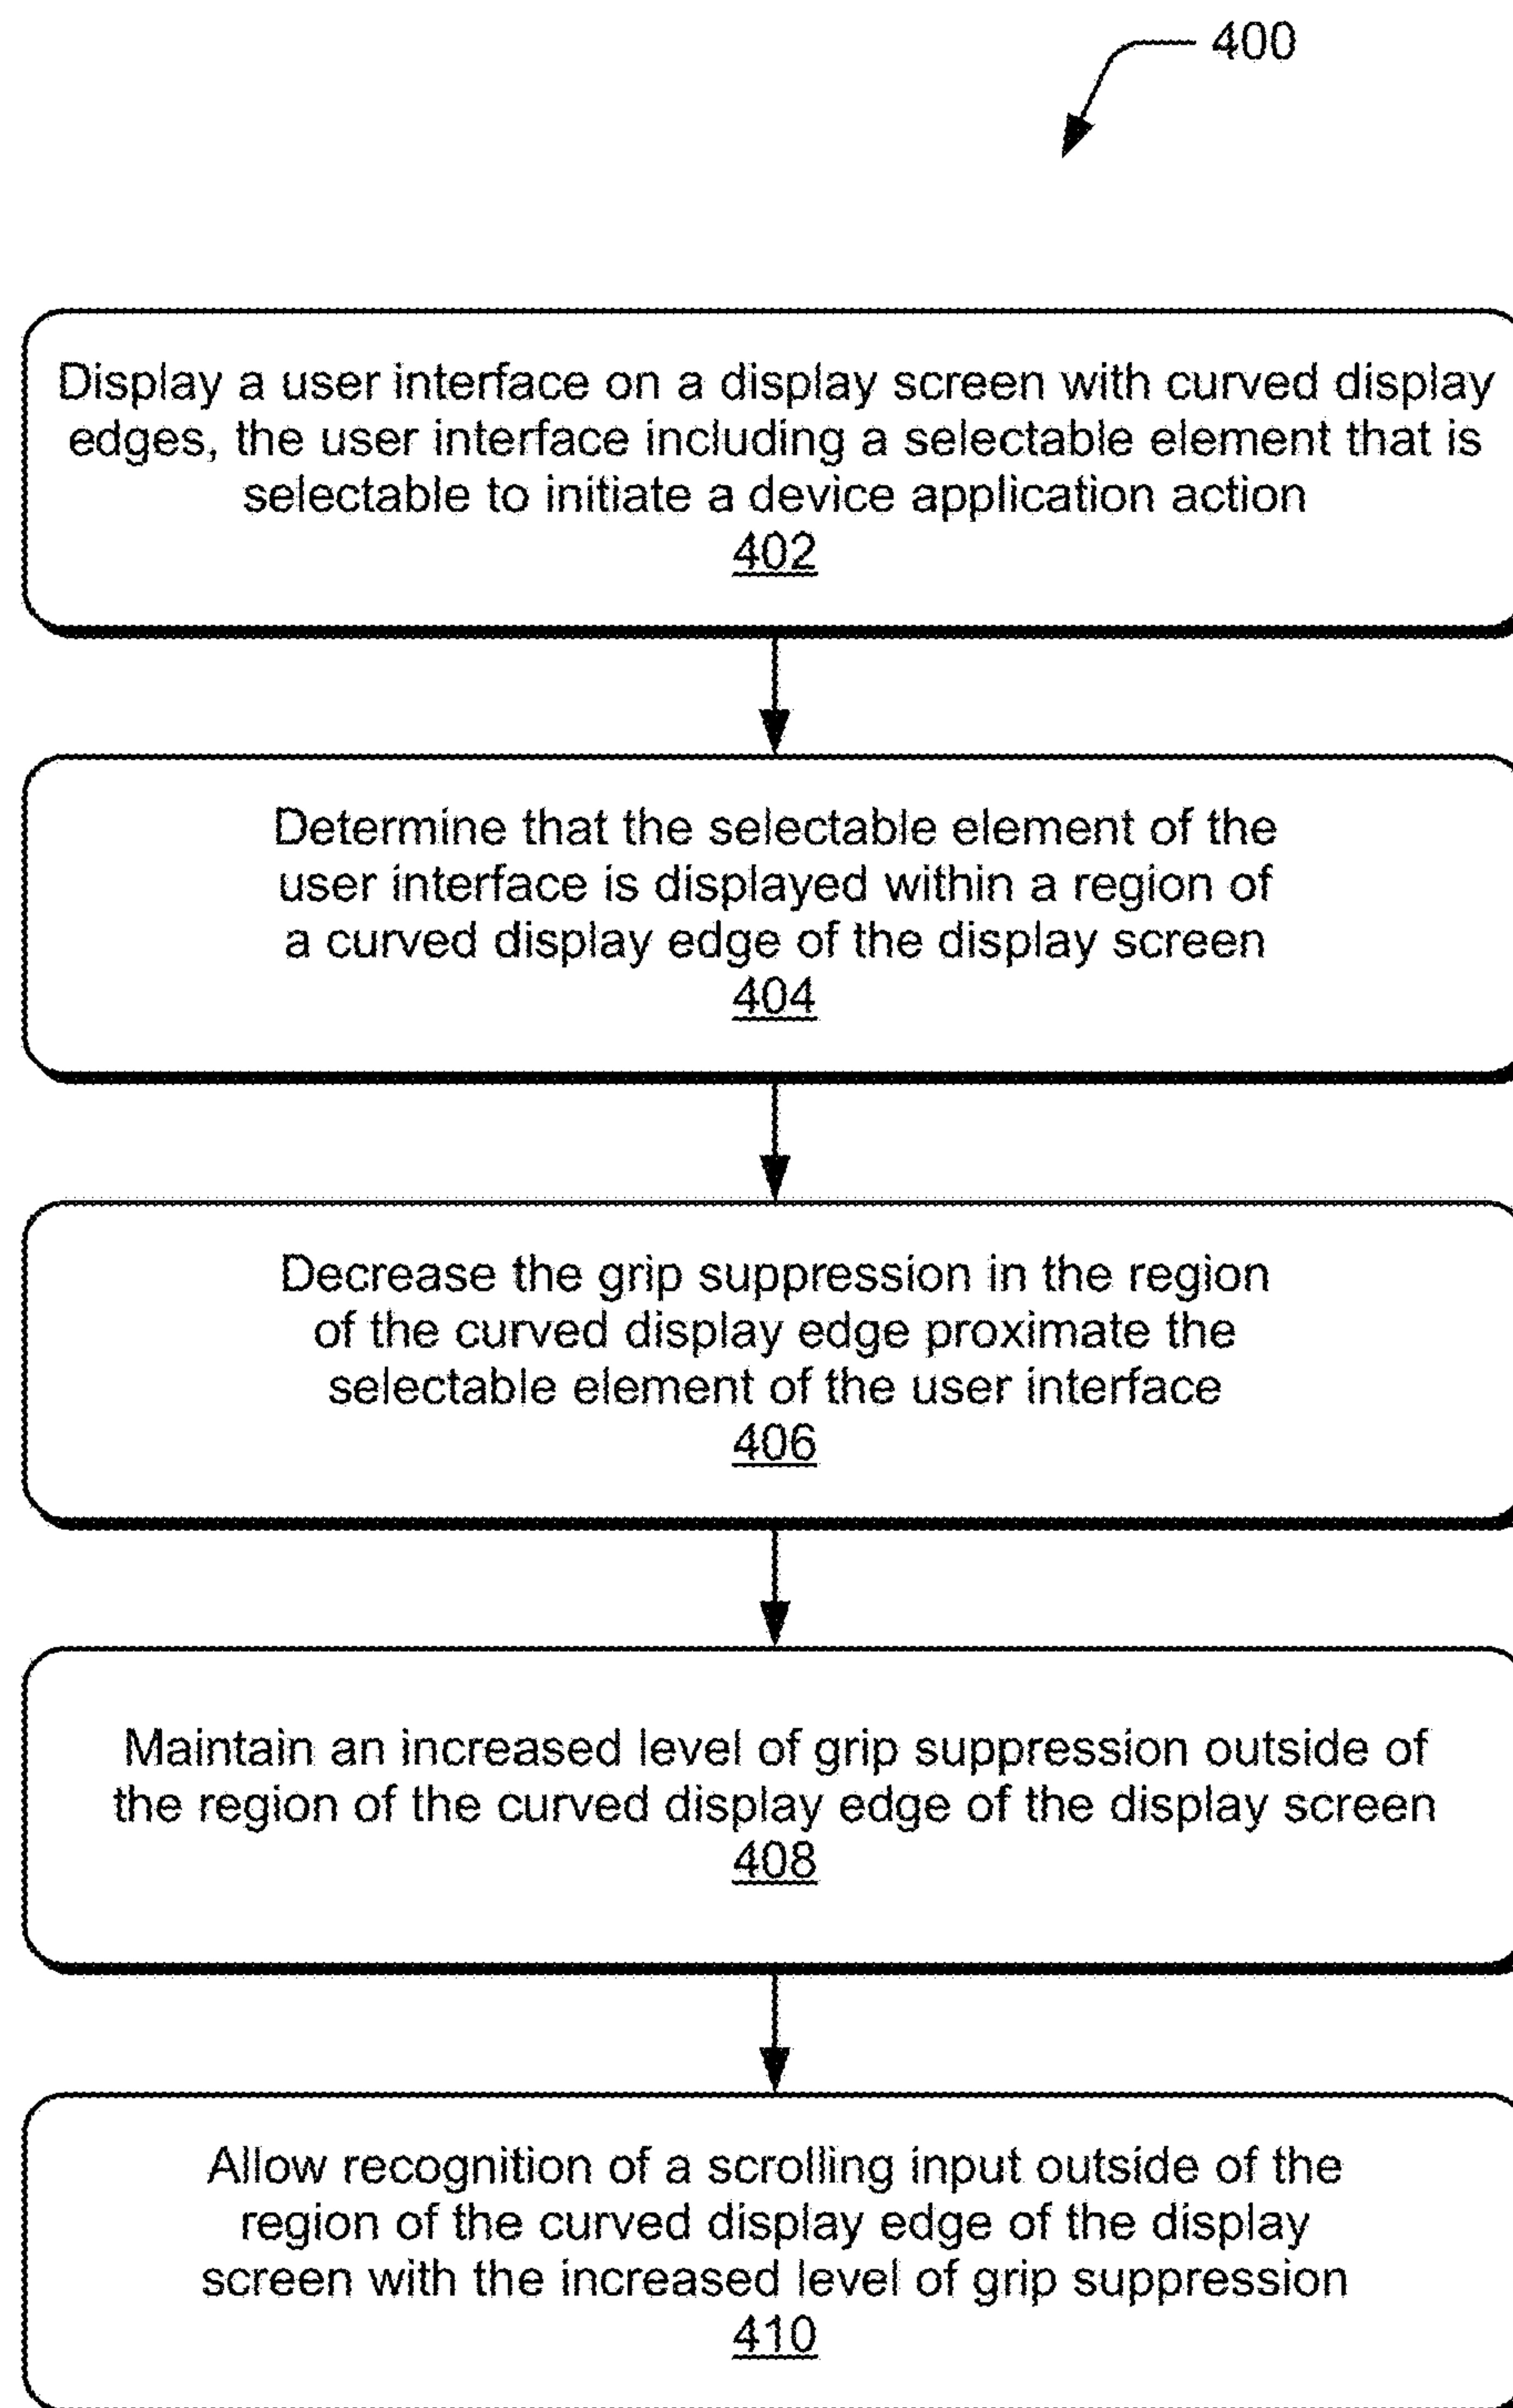 400
Display a user interface on a display screen with curved display
edges, the user interface including a selectable element that is
selectable to initiate a device application action
402
Determine that the selectable element of the
user interface is displayed within a region of
a curved display edge of the display screen
404
Decrease the grip suppression in the region
of the curved display edge proximate the
selectable element of the user interface
406
Maintain an increased level of grip suppression outside of
the region of the curved display edge of the display screen
408
Allow recognition of a scrolling input outside of the
region of the curved display edge of the display
screen with the increased level of grip suppression
410